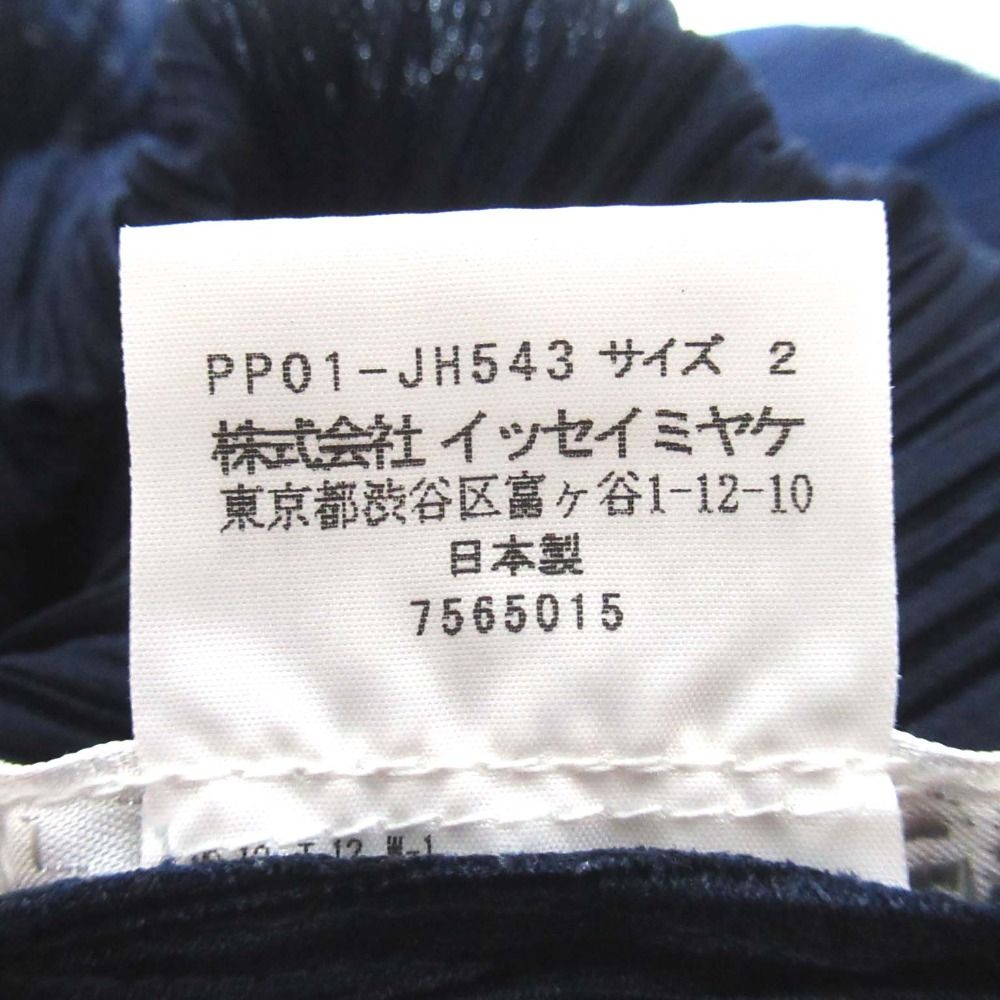 PP01-JH543 サイズ 2
株式会社 イッセイミヤケ
東京都渋谷区富ヶ谷1-12-10
日本製
7565015